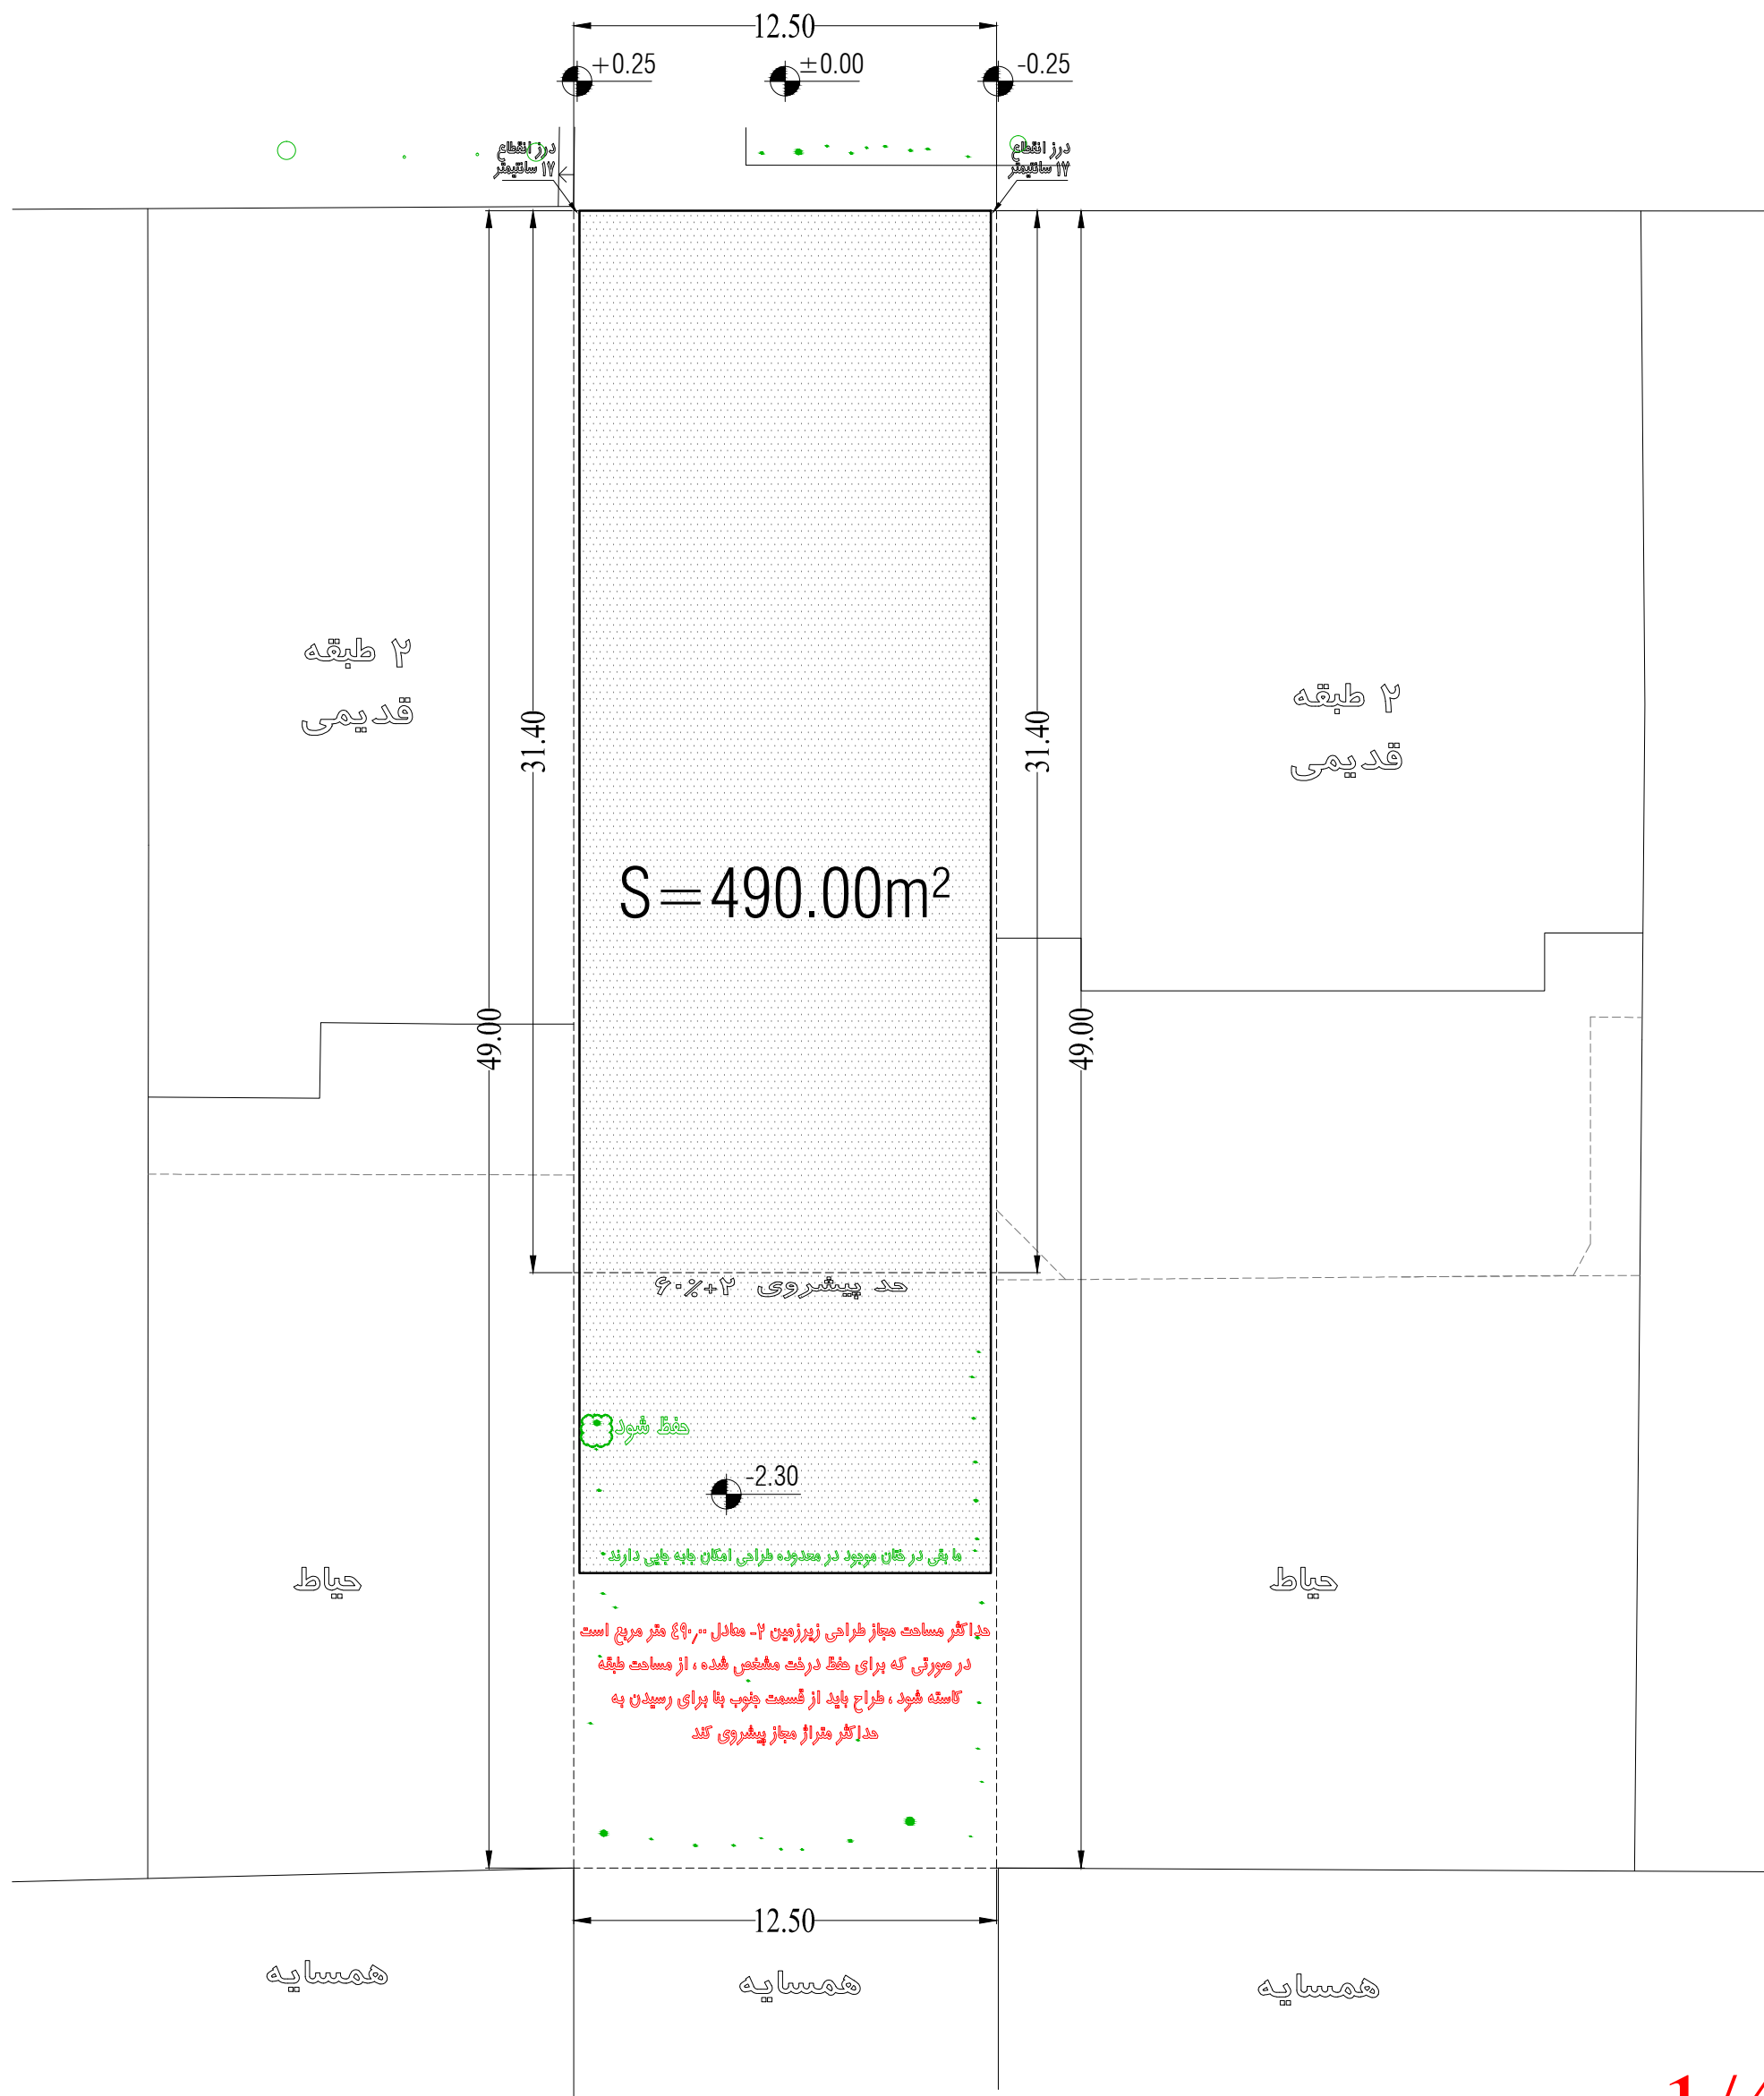 12.50
+0.25
±0.00
-0.25
درز انقطاع
۱۷ سانتیمتر
درز انقطاع
۱۷ سانتیمتر
۲ طبقه
قدیمی
۲ طبقه
قدیمی
31.40
31.40
S=490.00m²
49.00
49.00
حد پیشروی ۲+٪۶۰
حفظ شود
-2.30
ما بقی در ختان موجود در محدوده طراحی امکان جابه جایی دارند
حیاط
حیاط
حداکثر مساحت مجاز طراحی زیرزمین ۲- معادل ۴۹۰٫۰۰ متر مربع است
در صورتی که برای حفظ درخت مشخص شده ، از مساحت طبقه
کاسته شود ، طراح باید از قسمت جنوب بنا برای رسیدن به
حداکثر متراژ مجاز پیشروی کند
12.50
همسایه
همسایه
همسایه